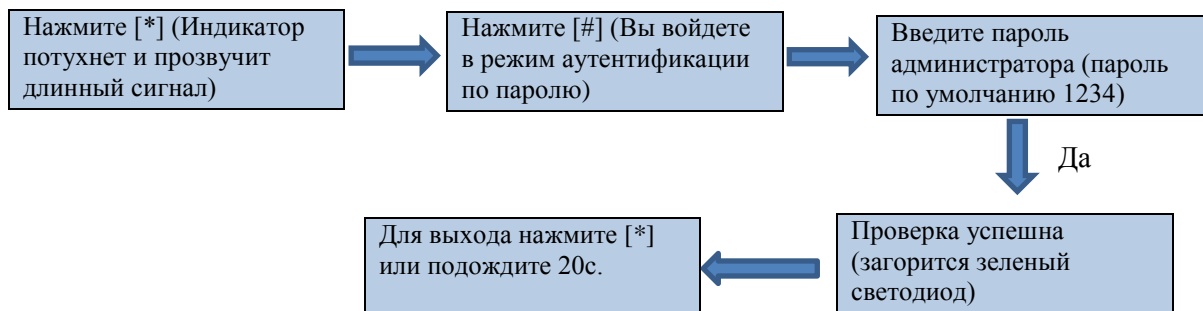 Нажмите [*] (Индикатор
потухнет и прозвучит
длинный сигнал)
Нажмите [#] (Вы войдете
в режим аутентификации
по паролю)
Введите пароль
администратора (пароль
по умолчанию 1234)
Да
Проверка успешна
(загорится зеленый
светодиод)
Для выхода нажмите [*]
или подождите 20с.